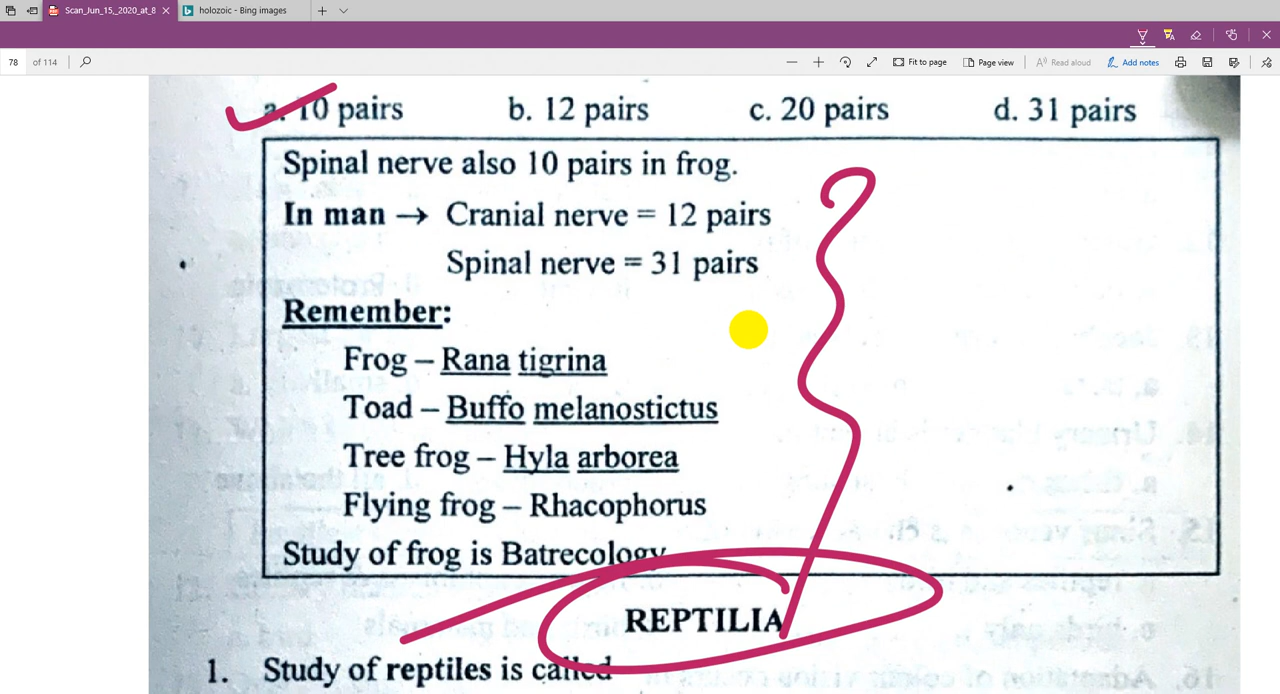 Scan_Jun_15,_2020_at_8
holozoic - Bing images
78 of 114
Fit to page
Page view
Read aloud
Add notes
a. 10 pairs b. 12 pairs c. 20 pairs d. 31 pairs
Spinal nerve also 10 pairs in frog.
In man → Cranial nerve = 12 pairs
Spinal nerve = 31 pairs
Remember:
Frog – Rana tigrina
Toad – Buffo melanostictus
Tree frog – Hyla arborea
Flying frog – Rhacophorus
Study of frog is Batrecology
REPTILIA
1. Study of reptiles is called